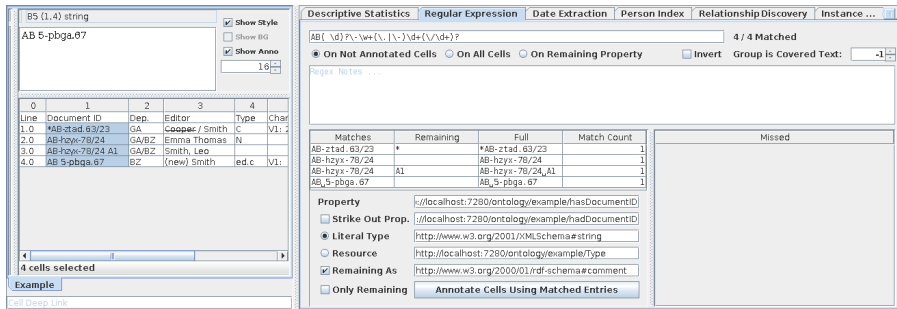 B5 (1,4) string
AB 5-pbga.67
Show Style
Show BG
Show Anno
16
0 1 2 3 4
Line Document ID Dep. Editor Type Char
1.0 *AB-ztad.63/23 GA Cooper / Smith C V1: 2
2.0 AB-hzyx-78/24 GA/BZ Emma Thomas N
3.0 AB-hzyx-78/24 A1 GA/BZ Smith, Leo
4.0 AB 5-pbga.67 BZ (new) Smith ed.c V1:
4 cells selected
Example
Cell Deep Link
Descriptive Statistics Regular Expression Date Extraction Person Index Relationship Discovery Instance ...
AB( \d)?\-\w+(\.|\-)\d+(\/\d+)? 4 / 4 Matched
On Not Annotated Cells On All Cells On Remaining Property Invert Group is Covered Text: -1
Regex Notes ...
Matches Remaining Full Match Count
AB-ztad.63/23 * *AB-ztad.63/23 1
AB-hzyx-78/24 AB-hzyx-78/24 1
AB-hzyx-78/24 A1 AB-hzyx-78/24␣A1 1
AB␣5-pbga.67 AB␣5-pbga.67 1
Missed
Property ://localhost:7280/ontology/example/hasDocumentID
Strike Out Prop. ://localhost:7280/ontology/example/hadDocumentID
Literal Type http://www.w3.org/2001/XMLSchema#string
Resource http://localhost:7280/ontology/example/Type
Remaining As http://www.w3.org/2000/01/rdf-schema#comment
Only Remaining Annotate Cells Using Matched Entries